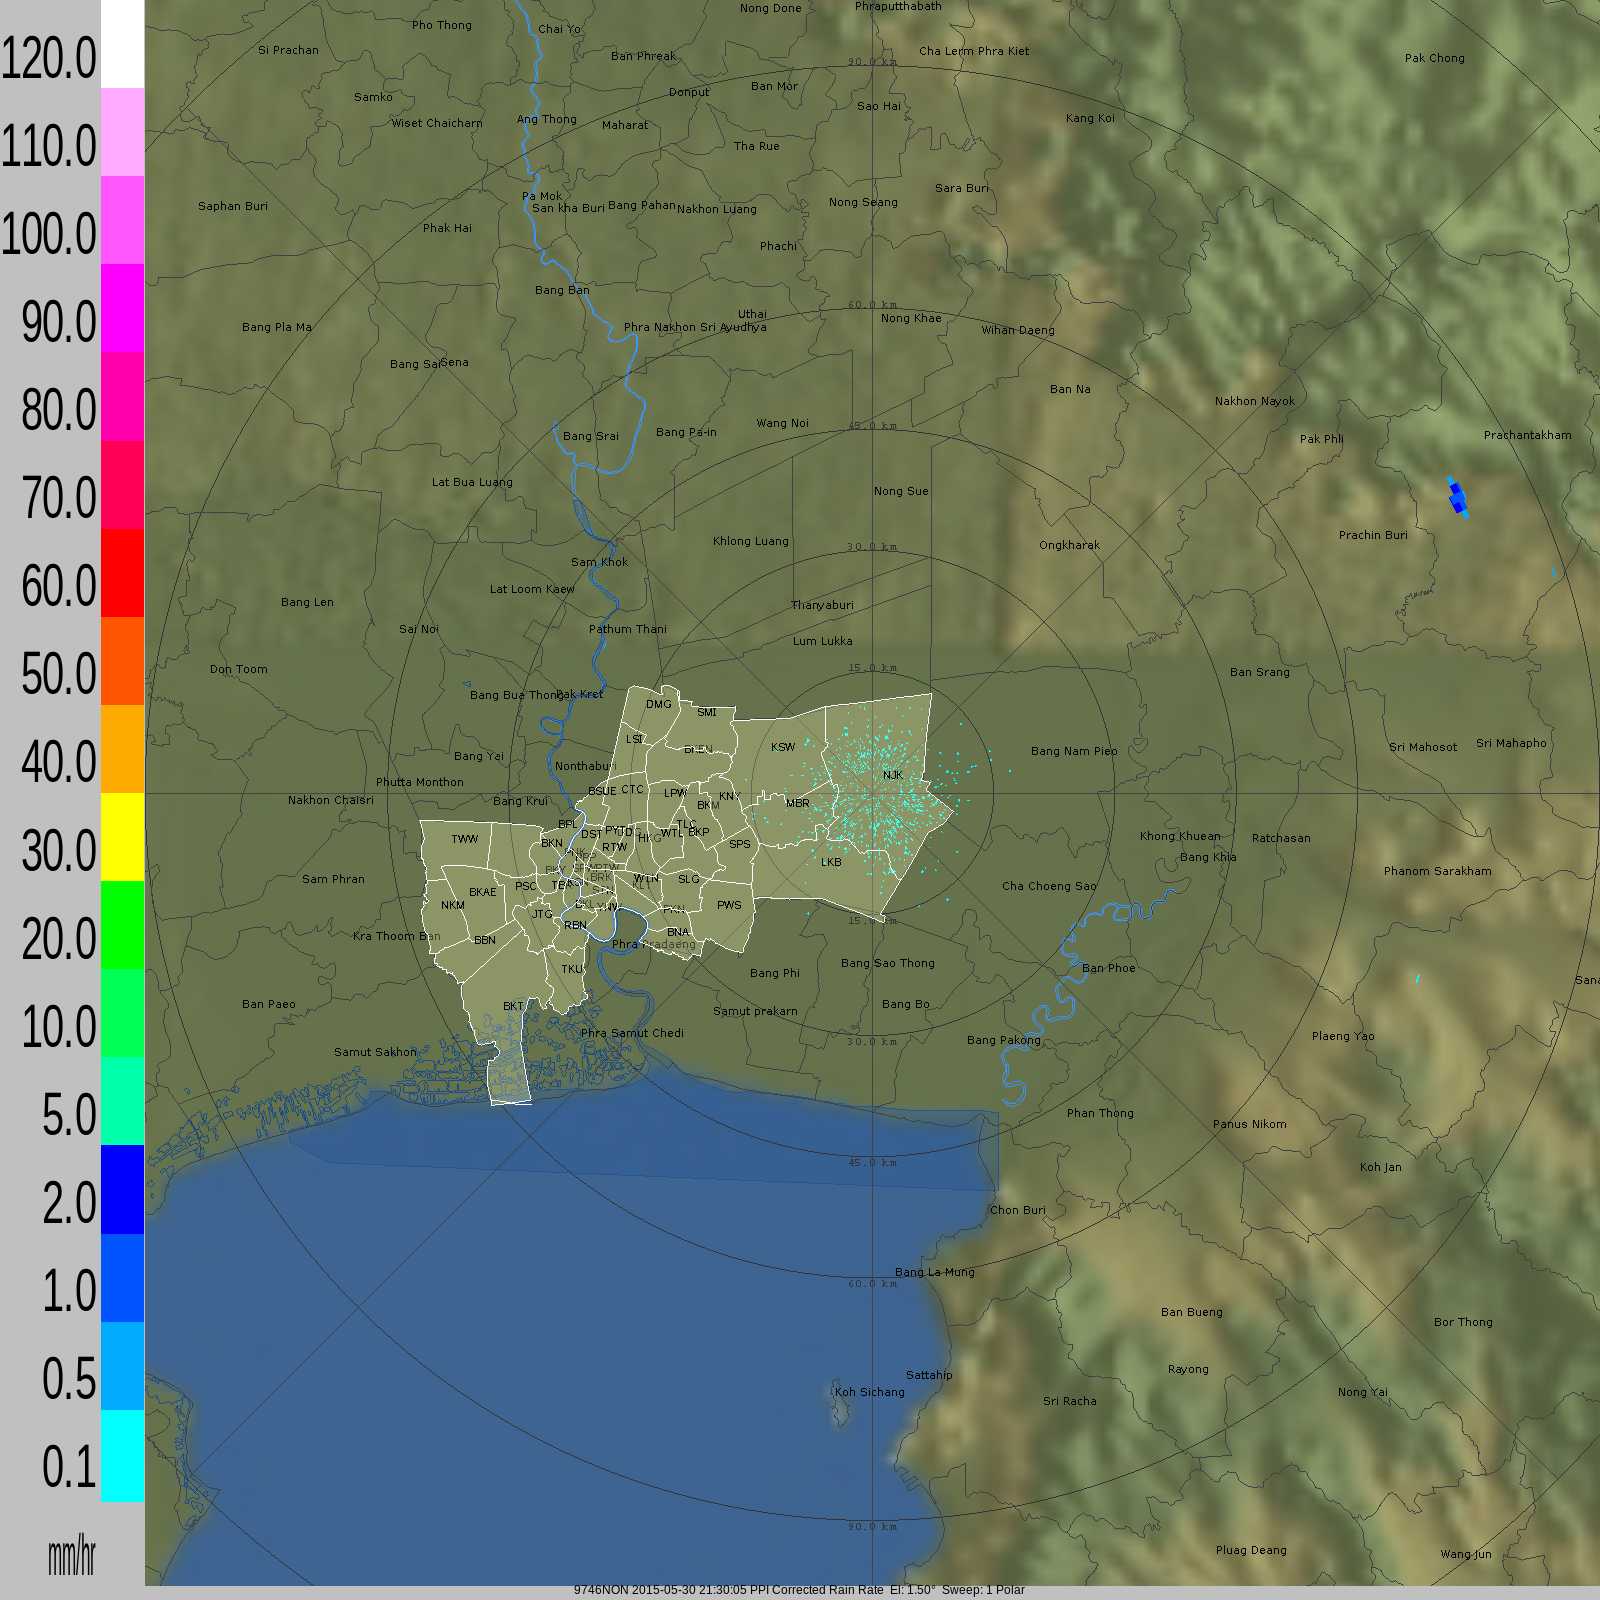 120.0
110.0
100.0
90.0
80.0
70.0
60.0
50.0
40.0
30.0
20.0
10.0
5.0
2.0
1.0
0.5
0.1
mm/hr
Nong Done
Phraputthabath
Pho Thong
Chai Yo
Si Prachan
Ban Phreak
Cha Lerm Phra Kiet
Pak Chong
90.0 km
Samko
Donput
Ban Mor
Sao Hai
Wiset Chaicharn
Ang Thong
Maharat
Kang Koi
Tha Rue
Sara Buri
Pa Mok
Saphan Buri
San kha Buri
Bang Pahan
Nakhon Luang
Nong Seang
Phak Hai
Phachi
Bang Ban
60.0 km
Uthai
Nong Khae
Bang Pla Ma
Phra Nakhon Sri Ayudhya
Wihan Daeng
Bang Sai
Sena
Ban Na
Nakhon Nayok
Wang Noi
45.0 km
Bang Srai
Bang Pa-in
Pak Phli
Prachantakham
Lat Bua Luang
Nong Sue
Khlong Luang
30.0 km
Ongkharak
Prachin Buri
Sam Khok
Lat Loom Kaew
Bang Len
Thanyaburi
Sai Noi
Pathum Thani
Lum Lukka
Don Toom
15.0 km
Ban Srang
Bang Bua Thong
Pak Kret
DMG
SMI
LSI
KSW
Bang Nam Pieo
Sri Mahosot
Sri Mahapho
Bang Yai
Nonthaburi
NJK
Phutta Monthon
BSUE
CTC
LPW
KNY
Nakhon Chaisri
Bang Krui
BKM
MBR
BPL
DST
TLC
WTL
BKP
TWW
BKN
RTW
HKG
SPS
Khong Khuean
Ratchasan
Bang Khla
LKB
Phanom Sarakham
Sam Phran
BRK
WTN
SLG
PSC
BKAE
Cha Choeng Sao
NKM
PWS
JTG
PKN
15.0 km
RBN
BNA
Kra Thoom Ban
BBN
Phra Pradaeng
TKU
Bang Phi
Bang Sao Thong
Ban Phoe
Ban Paeo
BKT
Samut prakarn
Bang Bo
Sana
Phra Samut Chedi
30.0 km
Bang Pakong
Plaeng Yao
Samut Sakhon
Phan Thong
Panus Nikom
45.0 km
Koh Jan
Chon Buri
Bang La Mung
60.0 km
Ban Bueng
Bor Thong
Rayong
Sattahip
Koh Sichang
Sri Racha
Nong Yai
90.0 km
Pluag Deang
Wang Jun
9746NON 2015-05-30 21:30:05 PPI Corrected Rain Rate El: 1.50° Sweep: 1 Polar